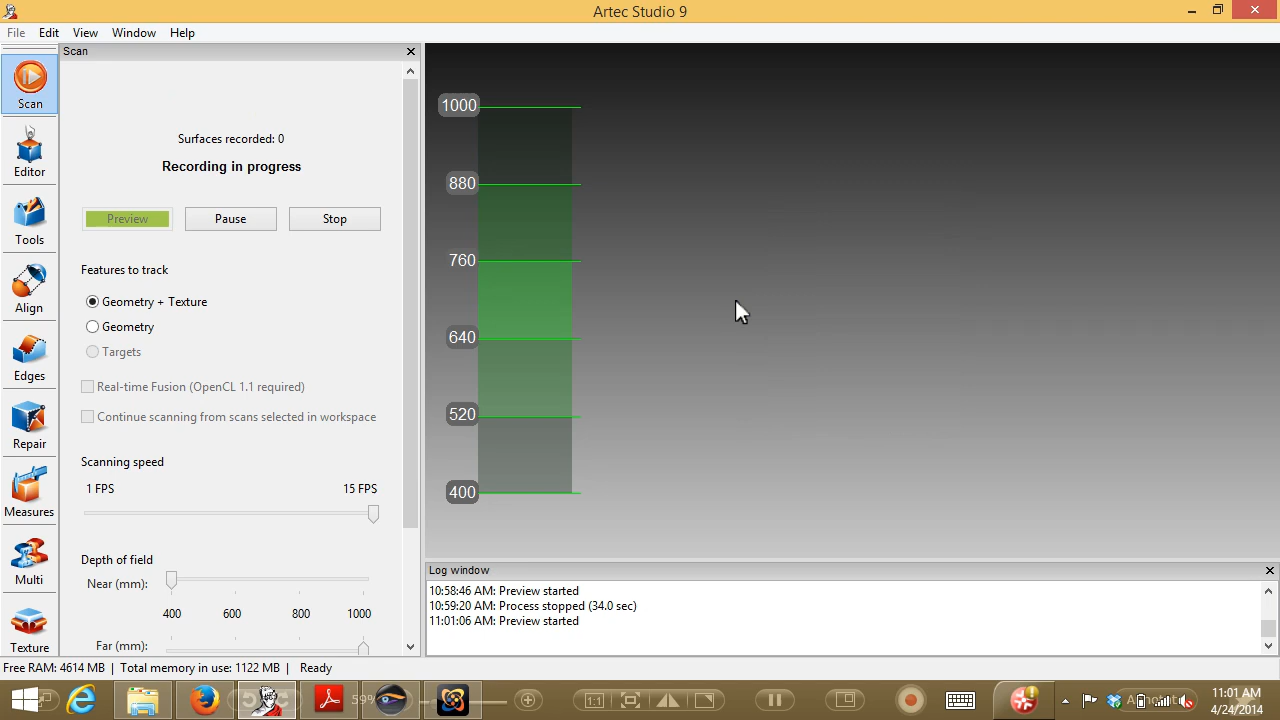 Artec Studio 9
File Edit View Window Help
Scan
Scan
Editor
Tools
Align
Edges
Repair
Measures
Multi
Texture
Surfaces recorded: 0
Recording in progress
Preview Pause Stop
Features to track
Geometry + Texture
Geometry
Targets
Real-time Fusion (OpenCL 1.1 required)
Continue scanning from scans selected in workspace
Scanning speed
1 FPS 15 FPS
Depth of field
Near (mm):
400 600 800 1000
Far (mm):
1000
880
760
640
520
400
Log window
10:58:46 AM: Preview started
10:59:20 AM: Process stopped (34.0 sec)
11:01:06 AM: Preview started
Free RAM: 4614 MB | Total memory in use: 1122 MB | Ready
59%
1:1
11:01 AM
4/24/2014